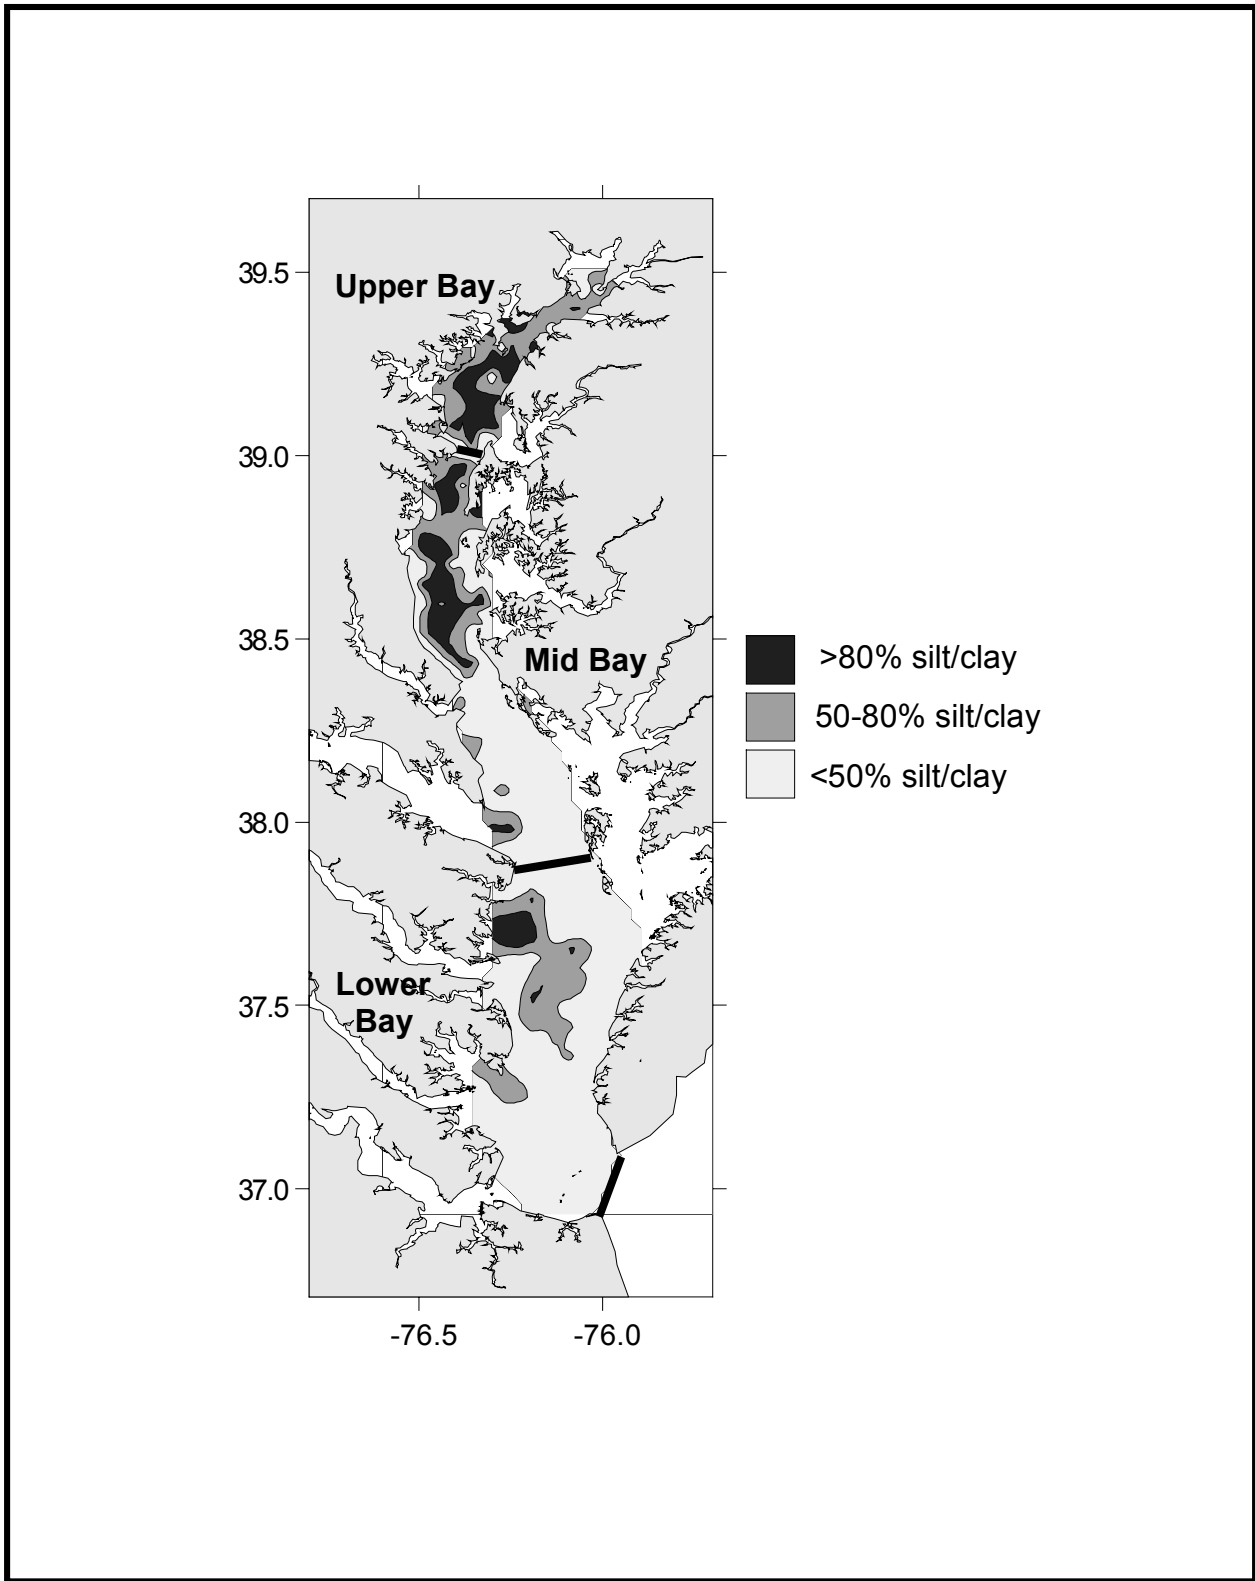 Upper Bay
39.5
39.0
38.5
Mid Bay
>80% silt/clay
50-80% silt/clay
<50% silt/clay
38.0
Lower
Bay
37.5
37.0
-76.5
-76.0